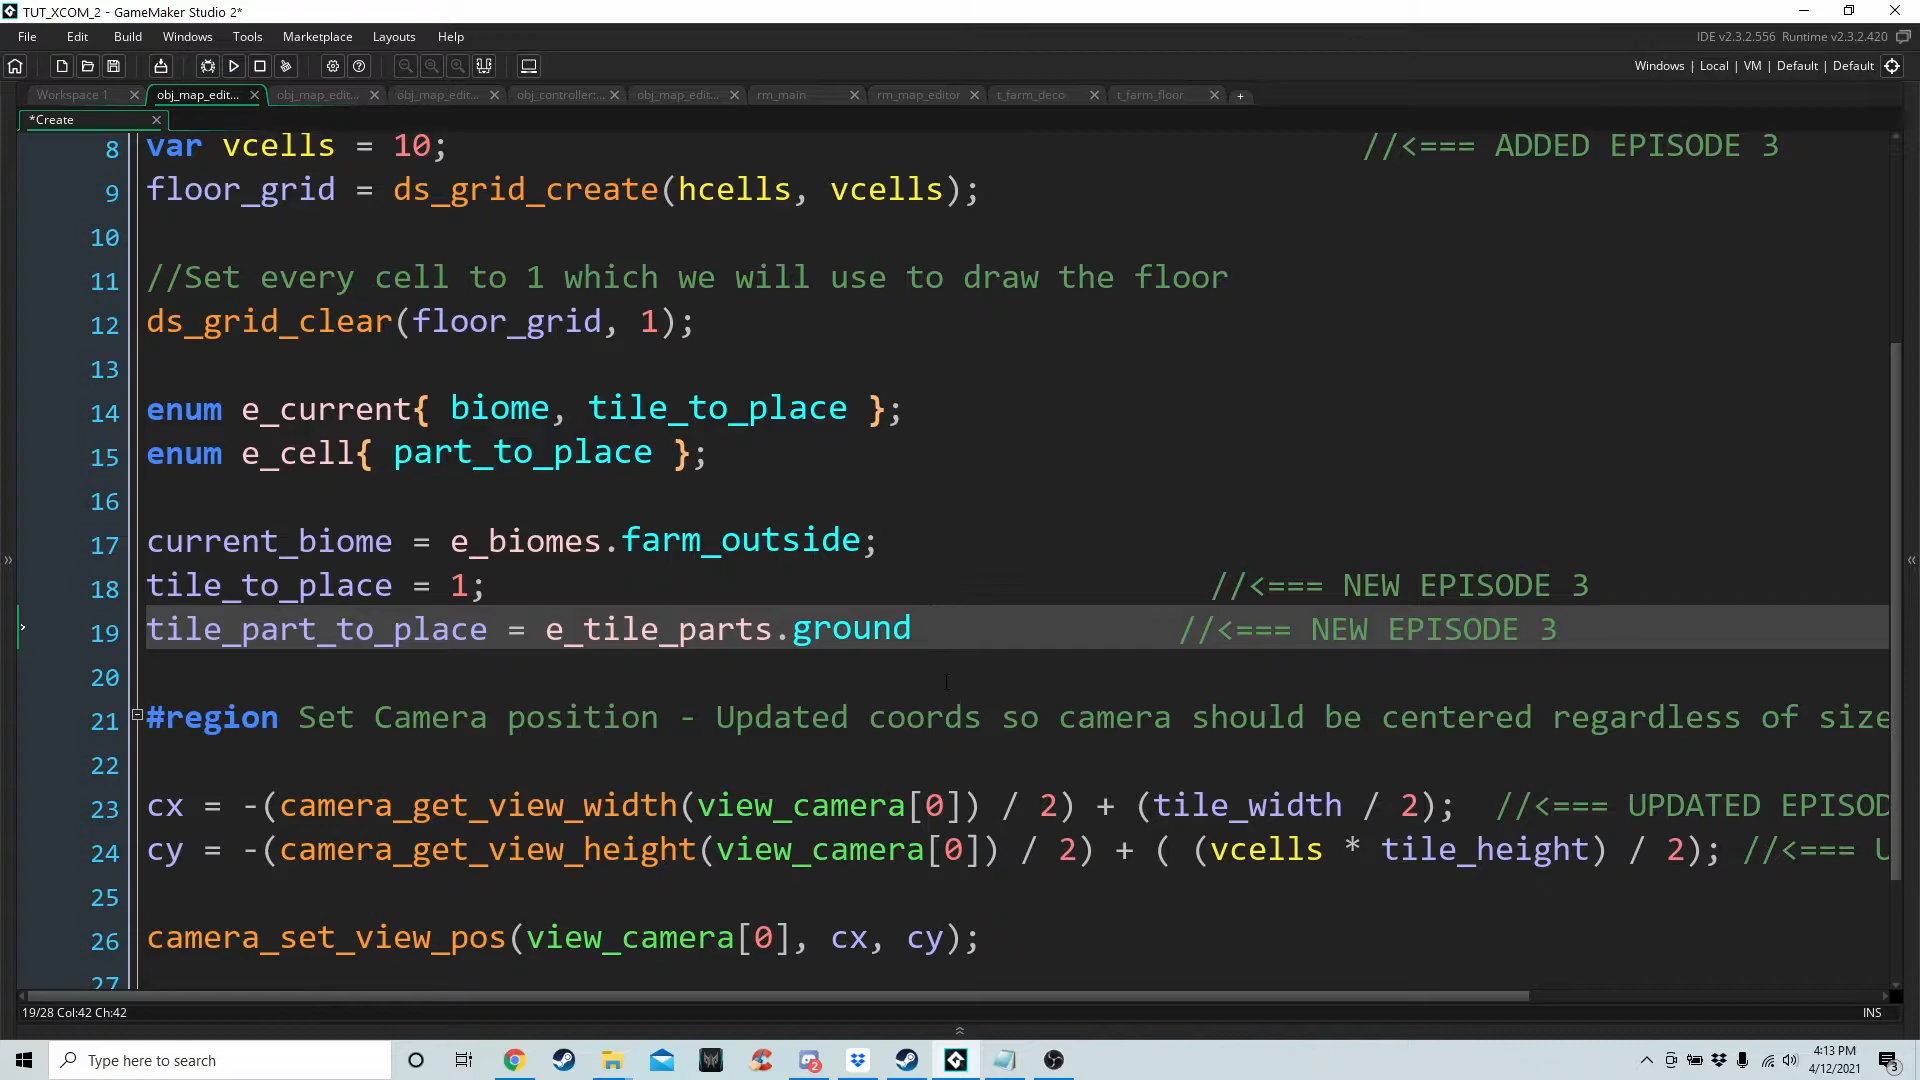 TUT_XCOM_2 - GameMaker Studio 2*
File Edit Build Windows Tools Marketplace Layouts Help
IDE v2.3.2.556 Runtime v2.3.2.420
Windows | Local | VM | Default | Default
Workspace 1 obj_map_edit... obj_map_edit... obj_map_edit... obj_controller:... obj_map_edit... rm_main rm_map_editor t_farm_deco t_farm_floor +
*Create
8 var vcells = 10; //<=== ADDED EPISODE 3
9 floor_grid = ds_grid_create(hcells, vcells);
10
11 //Set every cell to 1 which we will use to draw the floor
12 ds_grid_clear(floor_grid, 1);
13
14 enum e_current{ biome, tile_to_place };
15 enum e_cell{ part_to_place };
16
17 current_biome = e_biomes.farm_outside;
18 tile_to_place = 1; //<=== NEW EPISODE 3
19 tile_part_to_place = e_tile_parts.ground //<=== NEW EPISODE 3
20
21 #region Set Camera position - Updated coords so camera should be centered regardless of size
22
23 cx = -(camera_get_view_width(view_camera[0]) / 2) + (tile_width / 2); //<=== UPDATED EPISOD
24 cy = -(camera_get_view_height(view_camera[0]) / 2) + ( (vcells * tile_height) / 2); //<=== U
25
26 camera_set_view_pos(view_camera[0], cx, cy);
27
19/28 Col:42 Ch:42
INS
Type here to search
2
4:13 PM
4/12/2021
3